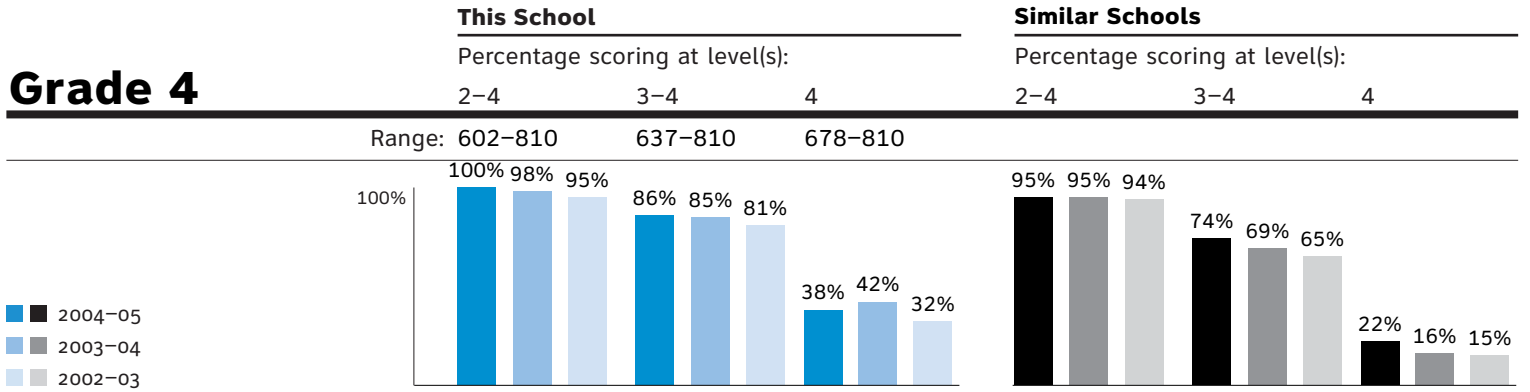 This School Similar Schools
Percentage scoring at level(s): Percentage scoring at level(s):
Grade 4 2–4 3–4 4 2–4 3–4 4
Range: 602–810 637–810 678–810
100% 98% 95% 86% 85% 81% 38% 42% 32% 95% 95% 94% 74% 69% 65% 22% 16% 15%
100%
2004–05
2003–04
2002–03